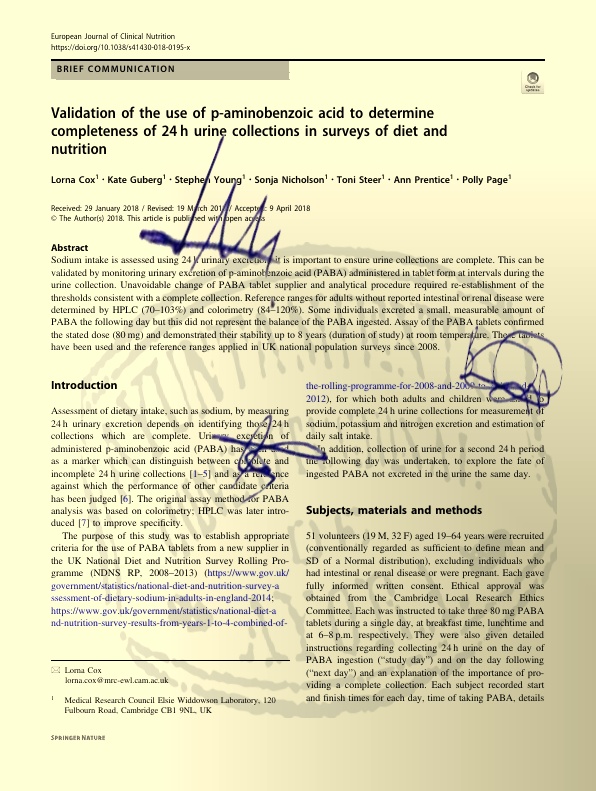 European Journal of Clinical Nutrition
https://doi.org/10.1038/s41430-018-0195-x
BRIEF COMMUNICATION
Check for
updates
Validation of the use of p-aminobenzoic acid to determine
completeness of 24 h urine collections in surveys of diet and
nutrition
Lorna Cox1 · Kate Guberg1 · Stephen Young1 · Sonja Nicholson1 · Toni Steer1 · Ann Prentice1 · Polly Page1
Received: 29 January 2018 / Revised: 19 March 2018 / Accepted: 9 April 2018
© The Author(s) 2018. This article is published with open access
Abstract
Sodium intake is assessed using 24 h urinary excretion it is important to ensure urine collections are complete. This can be
validated by monitoring urinary excretion of p-aminobenzoic acid (PABA) administered in tablet form at intervals during the
urine collection. Unavoidable change of PABA tablet supplier and analytical procedure required re-establishment of the
thresholds consistent with a complete collection. Reference ranges for adults without reported intestinal or renal disease were
determined by HPLC (70–103%) and colorimetry (84–120%). Some individuals excreted a small, measurable amount of
PABA the following day but this did not represent the balance of the PABA ingested. Assay of the PABA tablets confirmed
the stated dose (80 mg) and demonstrated their stability up to 8 years (duration of study) at room temperature. These tablets
have been used and the reference ranges applied in UK national population surveys since 2008.
Introduction
Assessment of dietary intake, such as sodium, by measuring
24 h urinary excretion depends on identifying those 24 h
collections which are complete. Urinary excretion of
administered p-aminobenzoic acid (PABA) has
as a marker which can distinguish between complete and
incomplete 24 h urine collections [1–5] and as a reference
against which the performance of other candidate criteria
has been judged [6]. The original assay method for PABA
analysis was based on colorimetry; HPLC was later intro-
duced [7] to improve specificity.
The purpose of this study was to establish appropriate
criteria for the use of PABA tablets from a new supplier in
the UK National Diet and Nutrition Survey Rolling Pro-
gramme (NDNS RP, 2008–2013) (https://www.gov.uk/
government/statistics/national-diet-and-nutrition-survey-a
ssessment-of-dietary-sodium-in-adults-in-england-2014;
https://www.gov.uk/government/statistics/national-diet-a
nd-nutrition-survey-results-from-years-1-to-4-combined-of-
Lorna Cox
lorna.cox@mrc-ewl.cam.ac.uk
1 Medical Research Council Elsie Widdowson Laboratory, 120
Fulbourn Road, Cambridge CB1 9NL, UK
the-rolling-programme-for-2008-and-2009-to-
2012), for which both adults and children were to
provide complete 24 h urine collections for measurement of
sodium, potassium and nitrogen excretion and estimation of
daily salt intake.
In addition, collection of urine for a second 24 h period
the following day was undertaken, to explore the fate of
ingested PABA not excreted in the urine the same day.
Subjects, materials and methods
51 volunteers (19 M, 32 F) aged 19–64 years were recruited
(conventionally regarded as sufficient to define mean and
SD of a Normal distribution), excluding individuals who
had intestinal or renal disease or were pregnant. Each gave
fully informed written consent. Ethical approval was
obtained from the Cambridge Local Research Ethics
Committee. Each was instructed to take three 80 mg PABA
tablets during a single day, at breakfast time, lunchtime and
at 6–8 p.m. respectively. They were also given detailed
instructions regarding collecting 24 h urine on the day of
PABA ingestion (“study day”) and on the day following
(“next day”) and an explanation of the importance of pro-
viding a complete collection. Each subject recorded start
and finish times for each day, time of taking PABA, details
SPRINGER NATURE